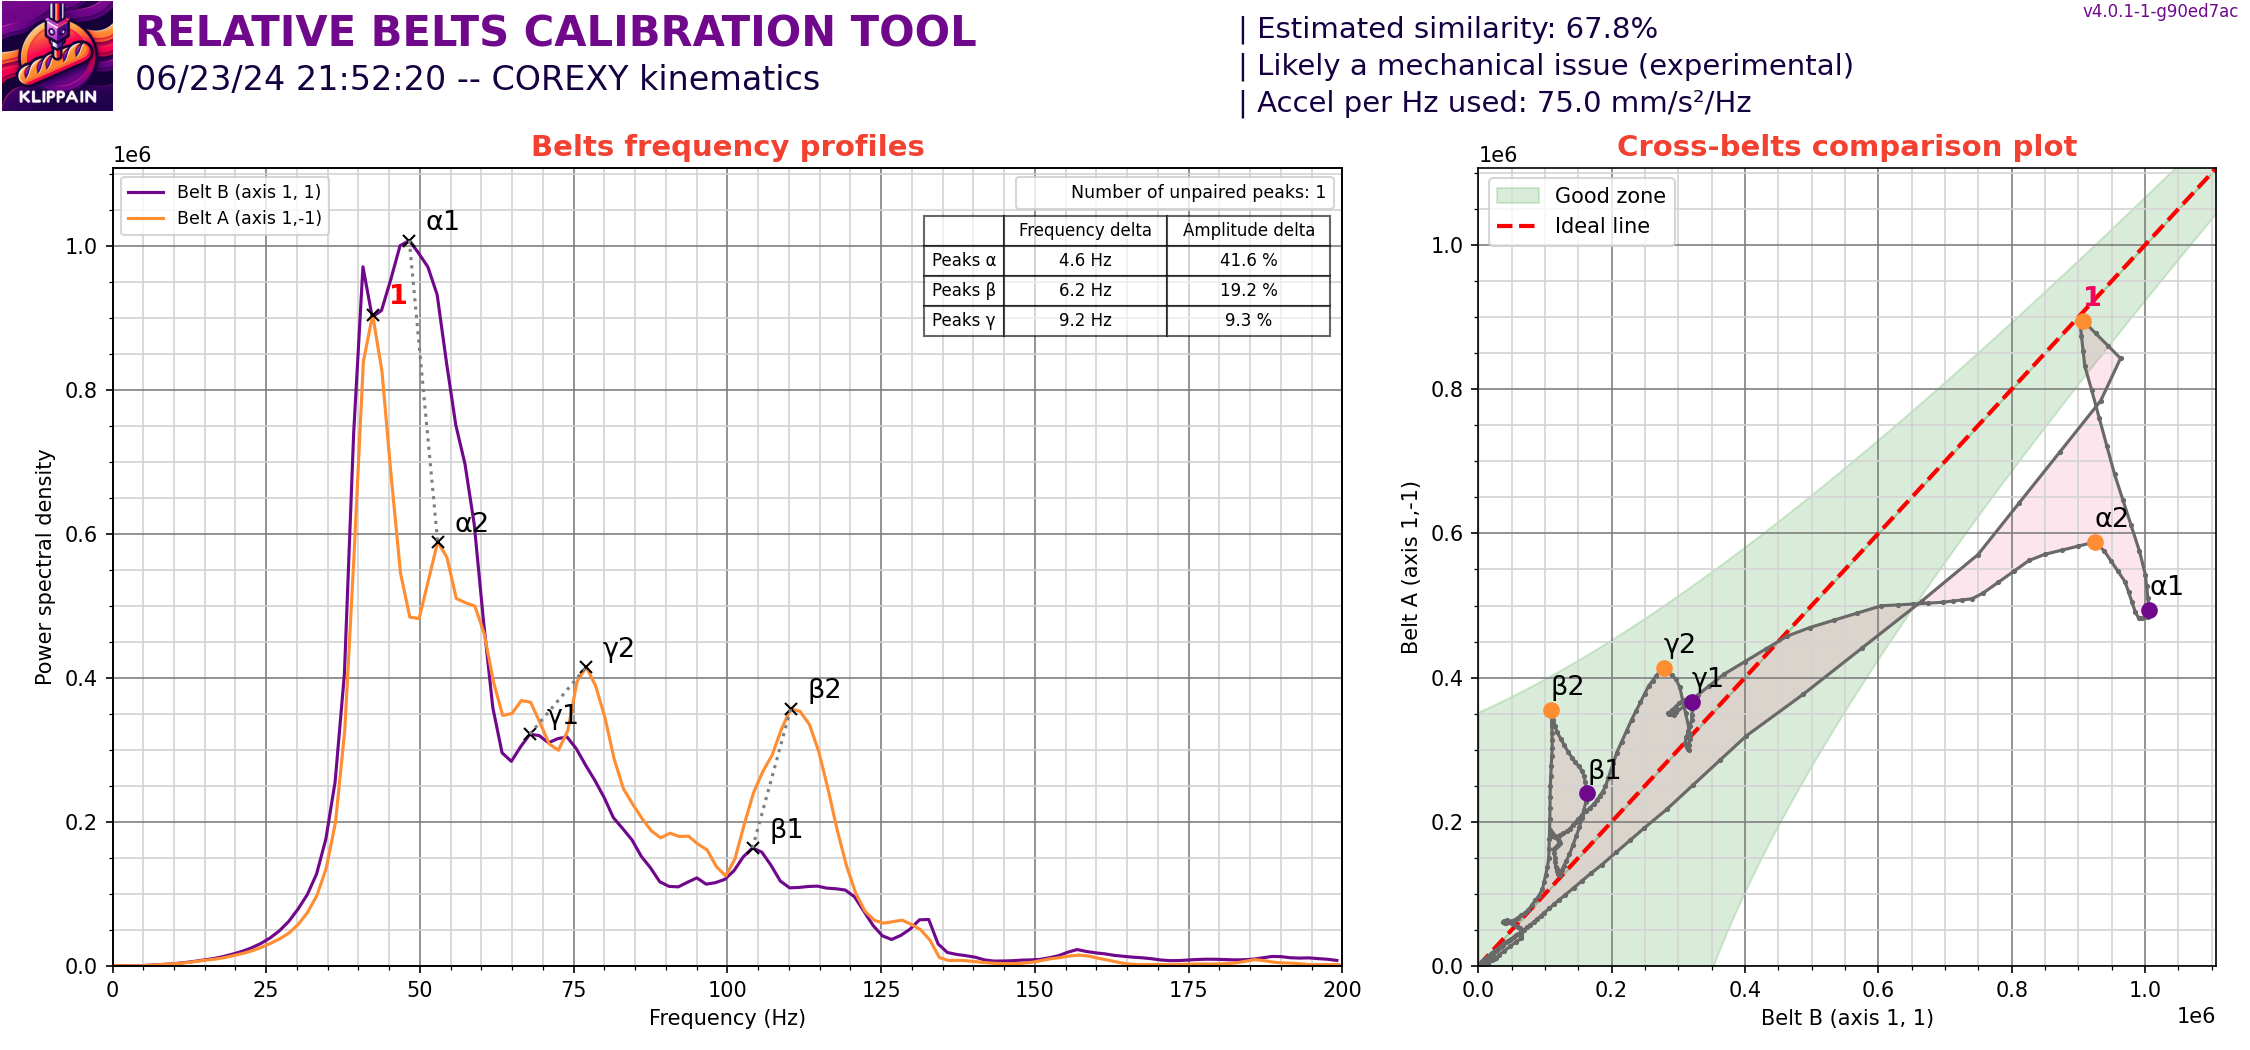 KLIPPAIN
RELATIVE BELTS CALIBRATION TOOL
06/23/24 21:52:20 -- COREXY kinematics
| Estimated similarity: 67.8%
| Likely a mechanical issue (experimental)
| Accel per Hz used: 75.0 mm/s²/Hz
v4.0.1-1-g90ed7ac
Belts frequency profiles
1e6
Belt B (axis 1, 1)
Belt A (axis 1,-1)
Number of unpaired peaks: 1
Frequency delta Amplitude delta
Peaks α 4.6 Hz 41.6 %
Peaks β 6.2 Hz 19.2 %
Peaks γ 9.2 Hz 9.3 %
α1
1
α2
γ2
γ1
β2
β1
Power spectral density
1.0
0.8
0.6
0.4
0.2
0.0
0 25 50 75 100 125 150 175 200
Frequency (Hz)
Cross-belts comparison plot
1e6
Good zone
Ideal line
1
α2
α1
γ2
γ1
β2
β1
Belt A (axis 1,-1)
1.0
0.8
0.6
0.4
0.2
0.0
0.0 0.2 0.4 0.6 0.8 1.0
Belt B (axis 1, 1)
1e6